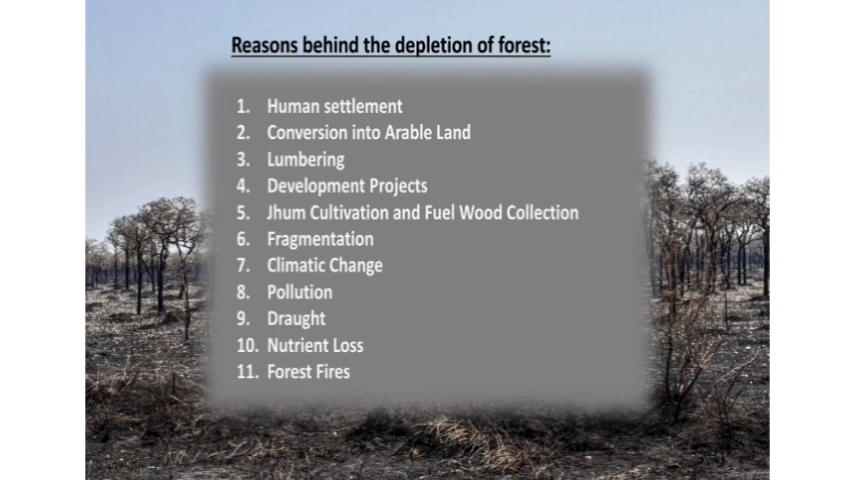 Reasons behind the depletion of forest:
1. Human settlement
2. Conversion into Arable Land
3. Lumbering
4. Development Projects
5. Jhum Cultivation and Fuel Wood Collection
6. Fragmentation
7. Climatic Change
8. Pollution
9. Draught
10. Nutrient Loss
11. Forest Fires